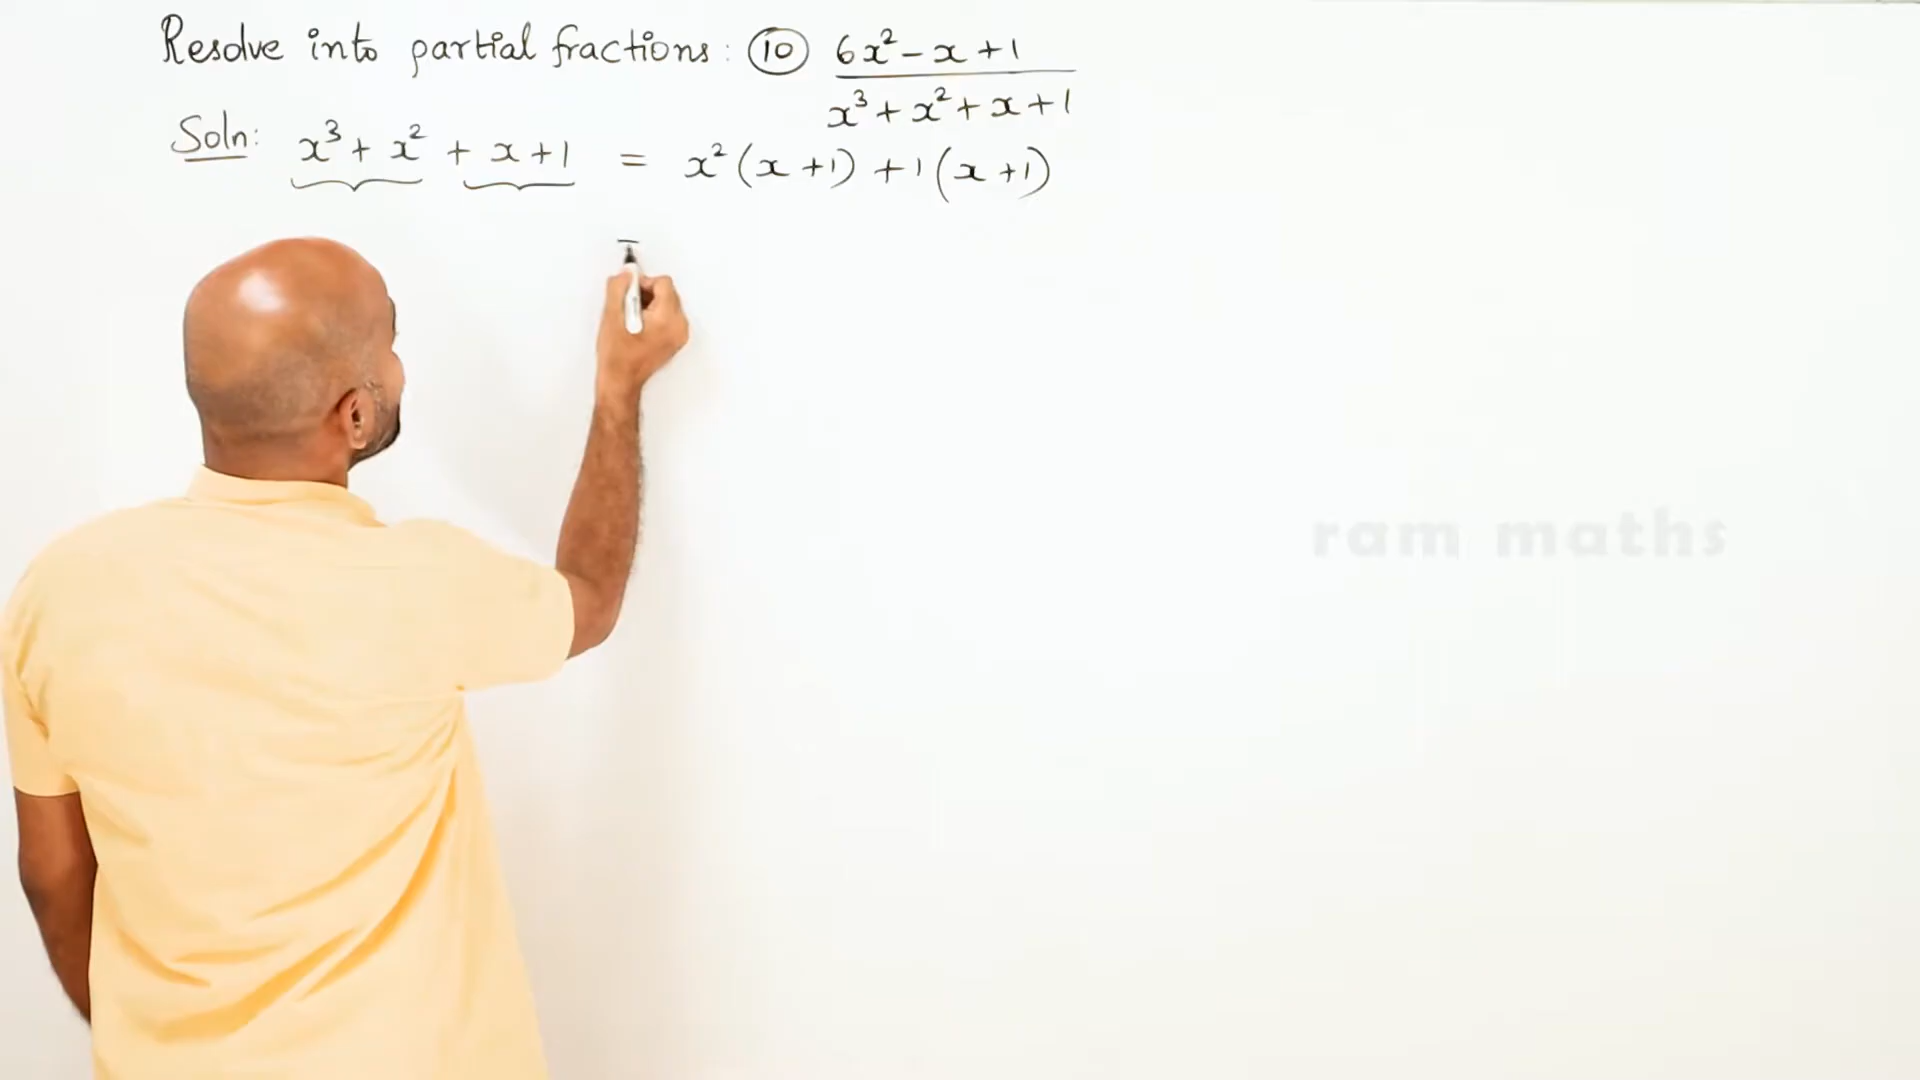 Resolve into partial fractions: ⑩ 6x² - x + 1
x³ + x² + x + 1
Soln: x³ + x² + x + 1 = x² (x + 1) + 1 (x + 1)
ram maths